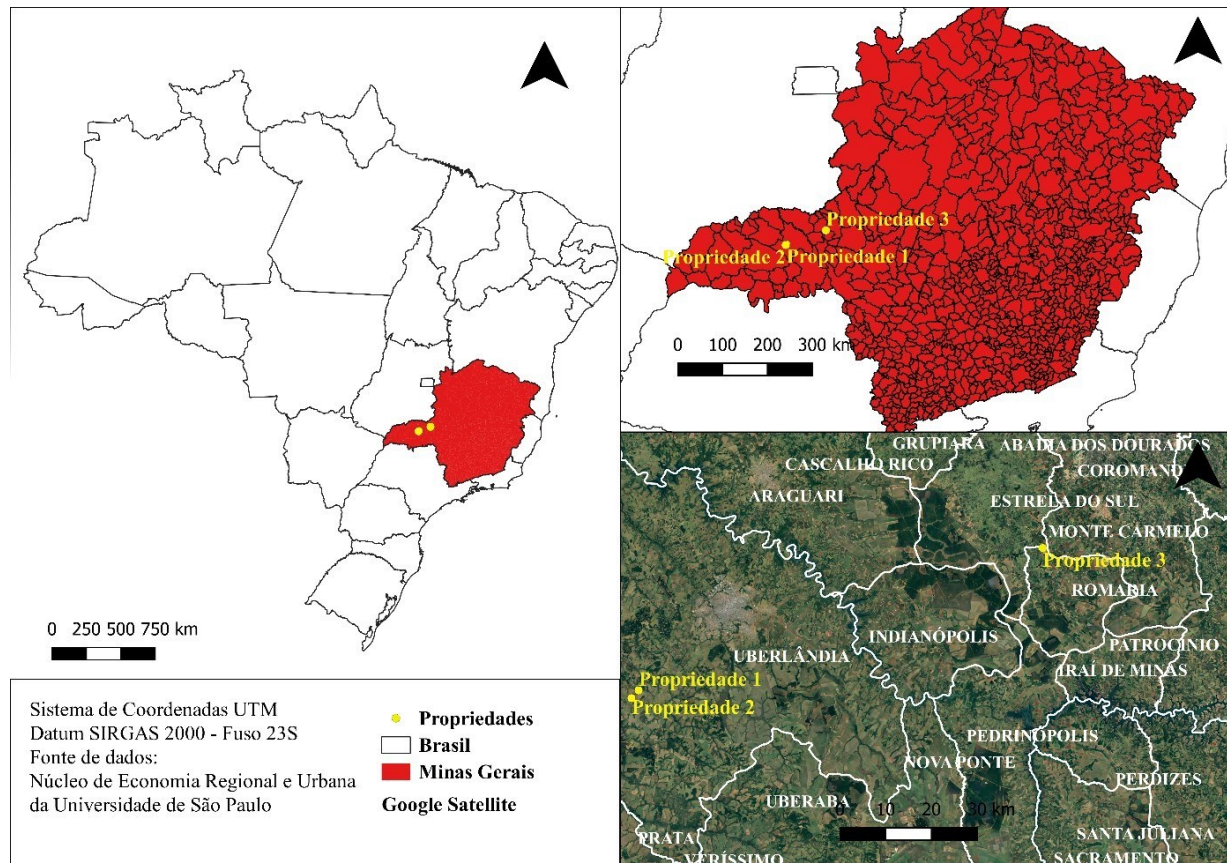 0 250 500 750 km
Sistema de Coordenadas UTM
Datum SIRGAS 2000 - Fuso 23S
Fonte de dados:
Núcleo de Economia Regional e Urbana
da Universidade de São Paulo
Propriedades
Brasil
Minas Gerais
Google Satellite
Propriedade 3
Propriedade 2
Propriedade 1
0 100 200 300 km
GRUPIARA
ABADIA DOS DOURADOS
CASCALHO RICO
COROMAND
ARAGUARI
ESTRELA DO SUL
MONTE CARMELO
Propriedade 3
ROMARIA
INDIANÓPOLIS
PATROCÍNIO
UBERLÂNDIA
IRAÍ DE MINAS
Propriedade 1
Propriedade 2
PEDRINÓPOLIS
NOVA PONTE
PERDIZES
UBERABA
0 10 20 30 km
PRATA
SANTA JULIANA
VERÍSSIMO
SACRAMENTO